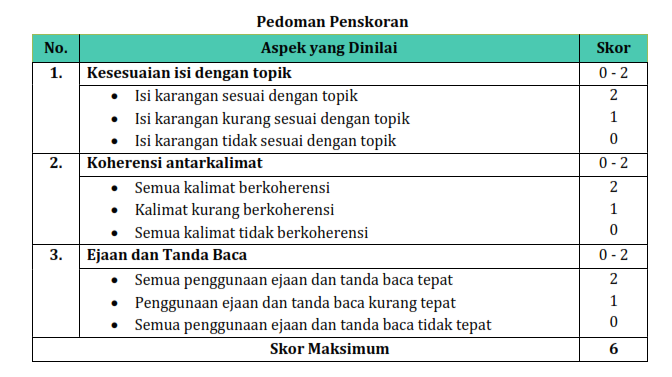 Pedoman Penskoran
No. Aspek yang Dinilai Skor
1. Kesesuaian isi dengan topik 0 - 2
• Isi karangan sesuai dengan topik 2
• Isi karangan kurang sesuai dengan topik 1
• Isi karangan tidak sesuai dengan topik 0
2. Koherensi antarkalimat 0 - 2
• Semua kalimat berkoherensi 2
• Kalimat kurang berkoherensi 1
• Semua kalimat tidak berkoherensi 0
3. Ejaan dan Tanda Baca 0 - 2
• Semua penggunaan ejaan dan tanda baca tepat 2
• Penggunaan ejaan dan tanda baca kurang tepat 1
• Semua penggunaan ejaan dan tanda baca tidak tepat 0
Skor Maksimum 6